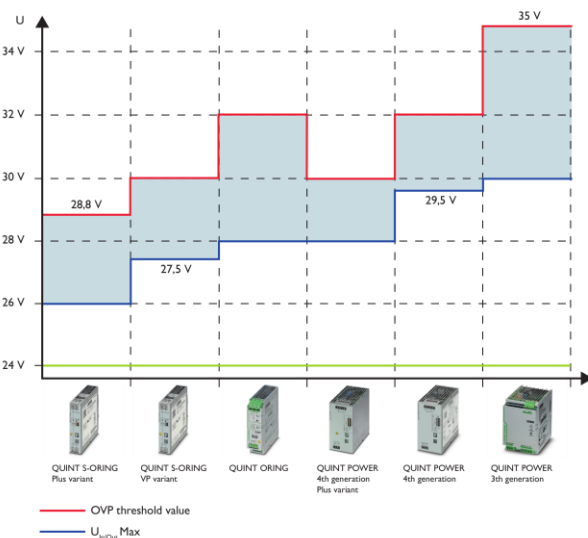 U
35 V
34 V
32 V
30 V
28,8 V
29,5 V
28 V
27,5 V
26 V
24 V
QUINT S-ORING
Plus variant
QUINT S-ORING
VP variant
QUINT ORING
QUINT POWER
4th generation
Plus variant
QUINT POWER
4th generation
QUINT POWER
3th generation
OVP threshold value
U In/Out Max